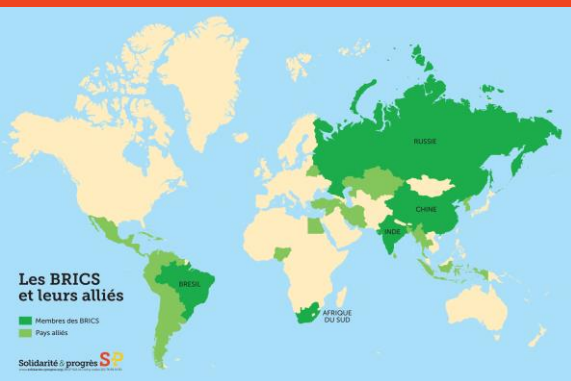 RUSSIE
CHINE
INDE
BRESIL
AFRIQUE
DU SUD
Les BRICS
et leurs alliés
Membres des BRICS
Pays alliés
Solidarité & progrès SP